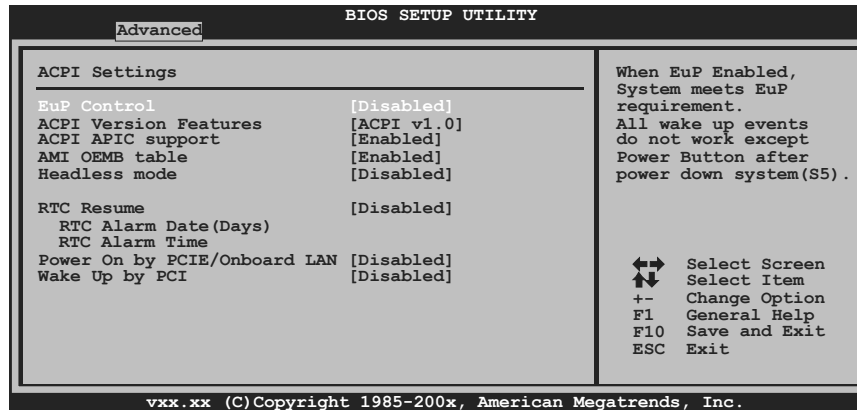 BIOS SETUP UTILITY
Advanced
ACPI Settings
EuP Control [Disabled]
ACPI Version Features [ACPI v1.0]
ACPI APIC support [Enabled]
AMI OEMB table [Enabled]
Headless mode [Disabled]
RTC Resume [Disabled]
RTC Alarm Date(Days)
RTC Alarm Time
Power On by PCIE/Onboard LAN [Disabled]
Wake Up by PCI [Disabled]
When EuP Enabled,
System meets EuP
requirement.
All wake up events
do not work except
Power Button after
power down system(S5).
Select Screen
Select Item
+- Change Option
F1 General Help
F10 Save and Exit
ESC Exit
vxx.xx (C)Copyright 1985-200x, American Megatrends, Inc.